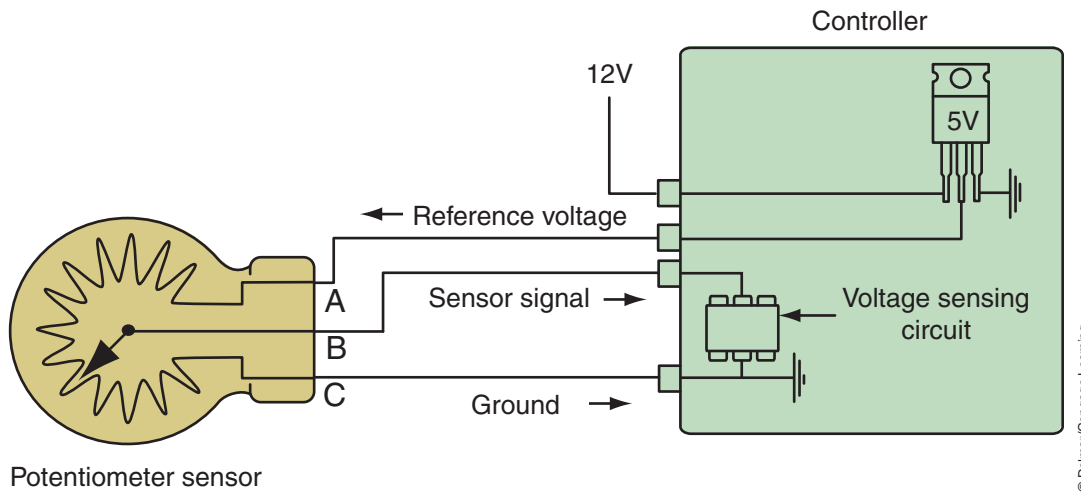 Controller
12V
5V
Reference voltage
A
Sensor signal
Voltage sensing
circuit
B
C
Ground
Potentiometer sensor